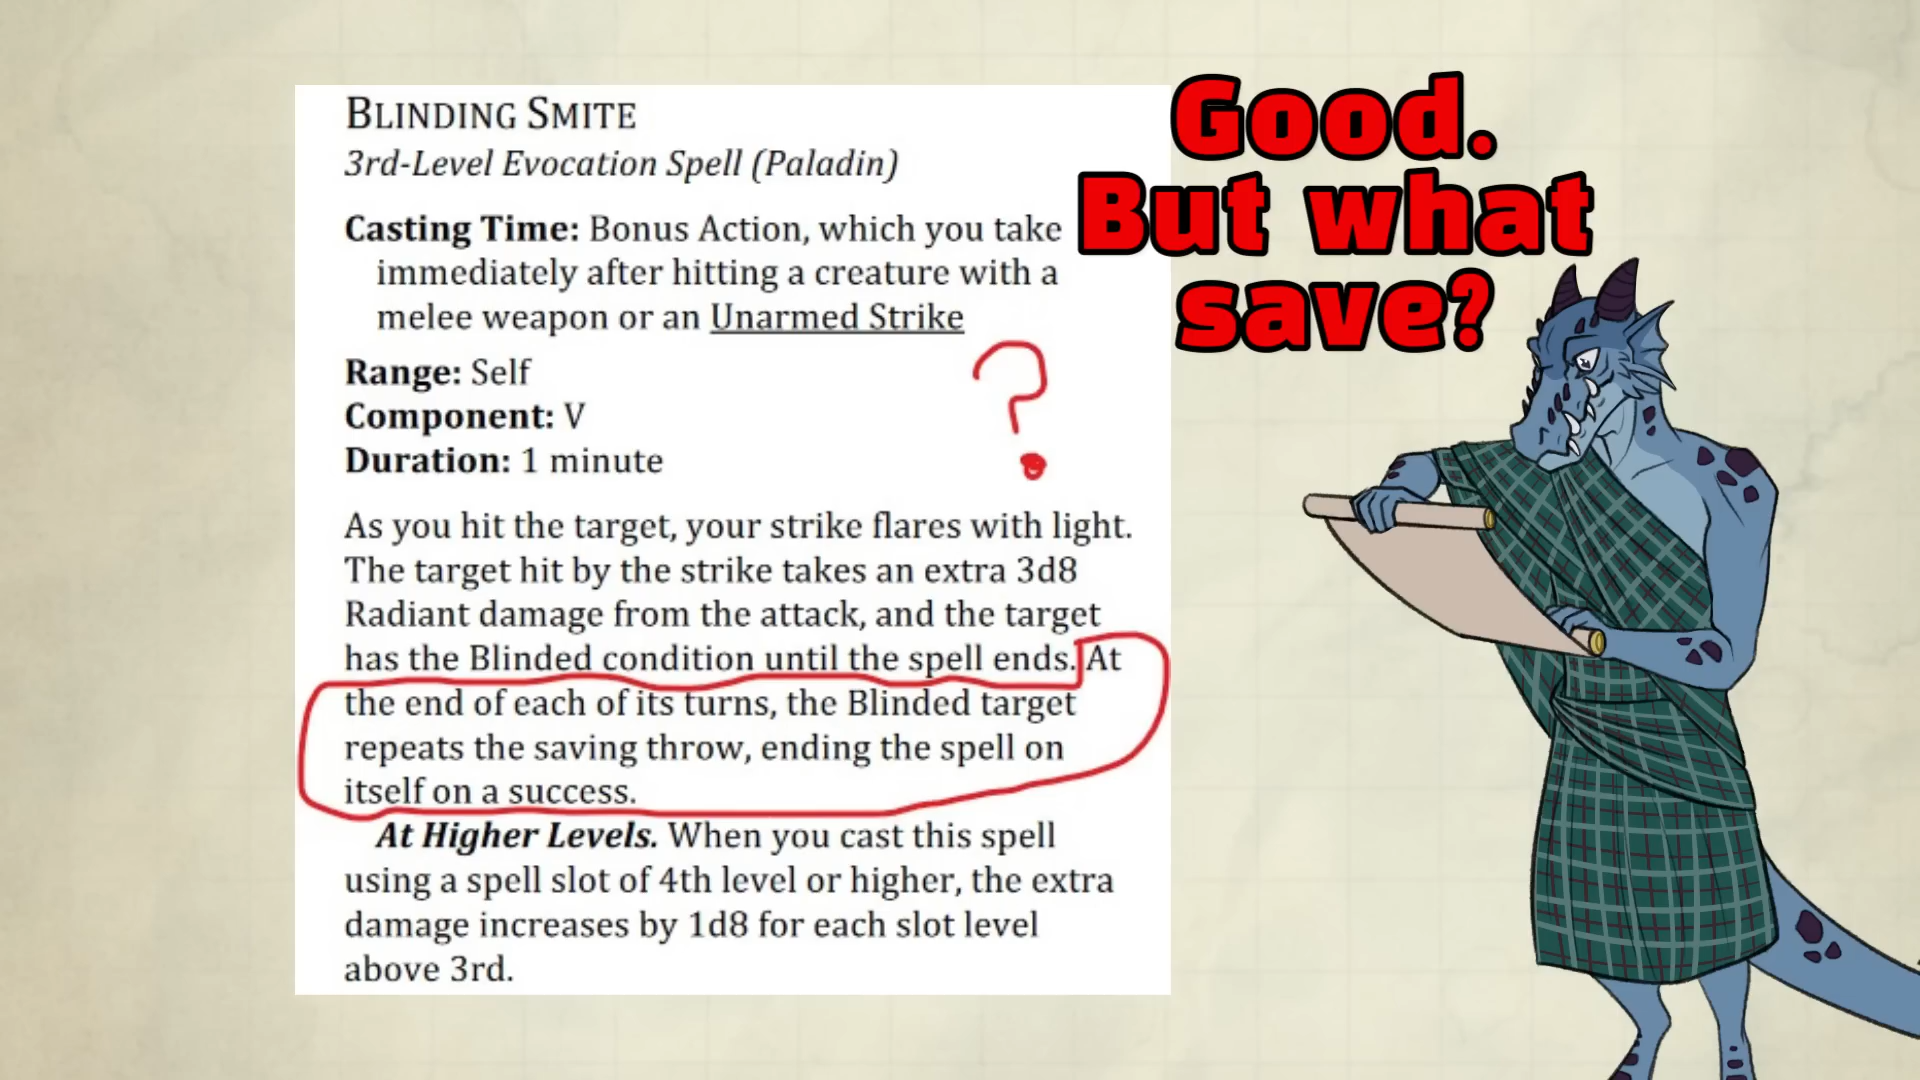 BLINDING SMITE
3rd-Level Evocation Spell (Paladin)
Casting Time: Bonus Action, which you take
immediately after hitting a creature with a
melee weapon or an Unarmed Strike
Range: Self
Component: V
Duration: 1 minute
As you hit the target, your strike flares with light.
The target hit by the strike takes an extra 3d8
Radiant damage from the attack, and the target
has the Blinded condition until the spell ends. At
the end of each of its turns, the Blinded target
repeats the saving throw, ending the spell on
itself on a success.
At Higher Levels. When you cast this spell
using a spell slot of 4th level or higher, the extra
damage increases by 1d8 for each slot level
above 3rd.
?
Good.
But what
save?